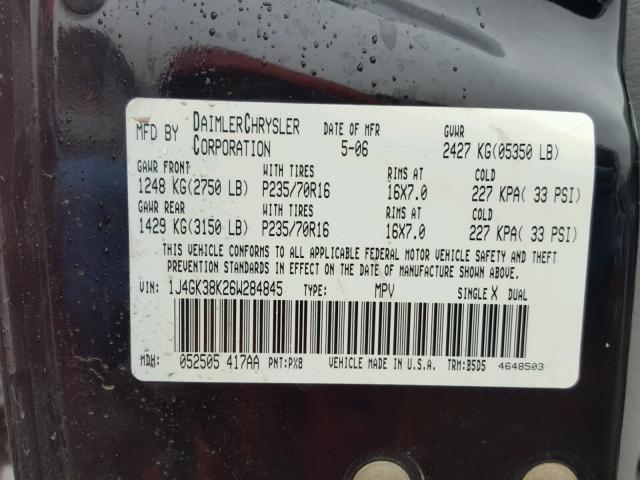 MFD BY DAIMLERCHRYSLER CORPORATION DATE OF MFR 5-06 GVWR 2427 KG(05350 LB)
GAWR FRONT WITH TIRES RIMS AT COLD
1248 KG(2750 LB) P235/70R16 16X7.0 227 KPA( 33 PSI)
GAWR REAR WITH TIRES RIMS AT COLD
1429 KG(3150 LB) P235/70R16 16X7.0 227 KPA( 33 PSI)
THIS VEHICLE CONFORMS TO ALL APPLICABLE FEDERAL MOTOR VEHICLE SAFETY AND THEFT
PREVENTION STANDARDS IN EFFECT ON THE DATE OF MANUFACTURE SHOWN ABOVE.
VIN: 1J4GK38K26W284845 TYPE: MPV SINGLE X DUAL
MDH: 052505 417AA PNT:PX8 VEHICLE MADE IN U.S.A. TRM:B5D5 4648503